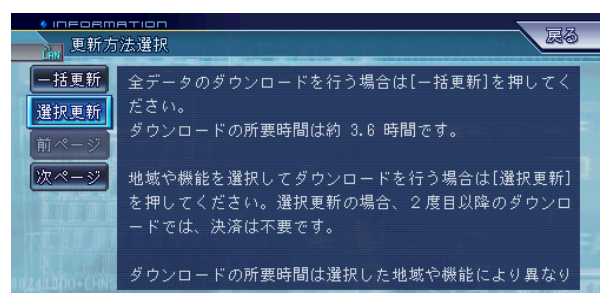 INFORMATION
LAN 更新方法選択
戻る
一括更新
選択更新
前ページ
次ページ
全データのダウンロードを行う場合は[一括更新]を押してく
ださい。
ダウンロードの所要時間は約 3.6 時間です。
地域や機能を選択してダウンロードを行う場合は[選択更新]
を押してください。選択更新の場合、２度目以降のダウンロ
ードでは、決済は不要です。
ダウンロードの所要時間は選択した地域や機能により異なり